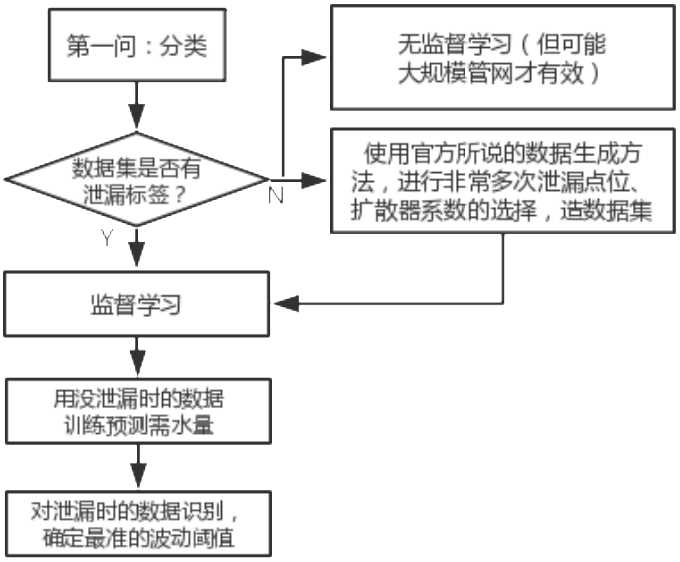 第一问：分类
无监督学习（但可能
大规模管网才有效）
数据集是否有
泄漏标签？
N
使用官方所说的数据生成方
法，进行非常多次泄漏点位、
扩散器系数的选择，造数据集
Y
监督学习
用没泄漏时的数据
训练预测需水量
对泄漏时的数据识别，
确定最准的波动阈值